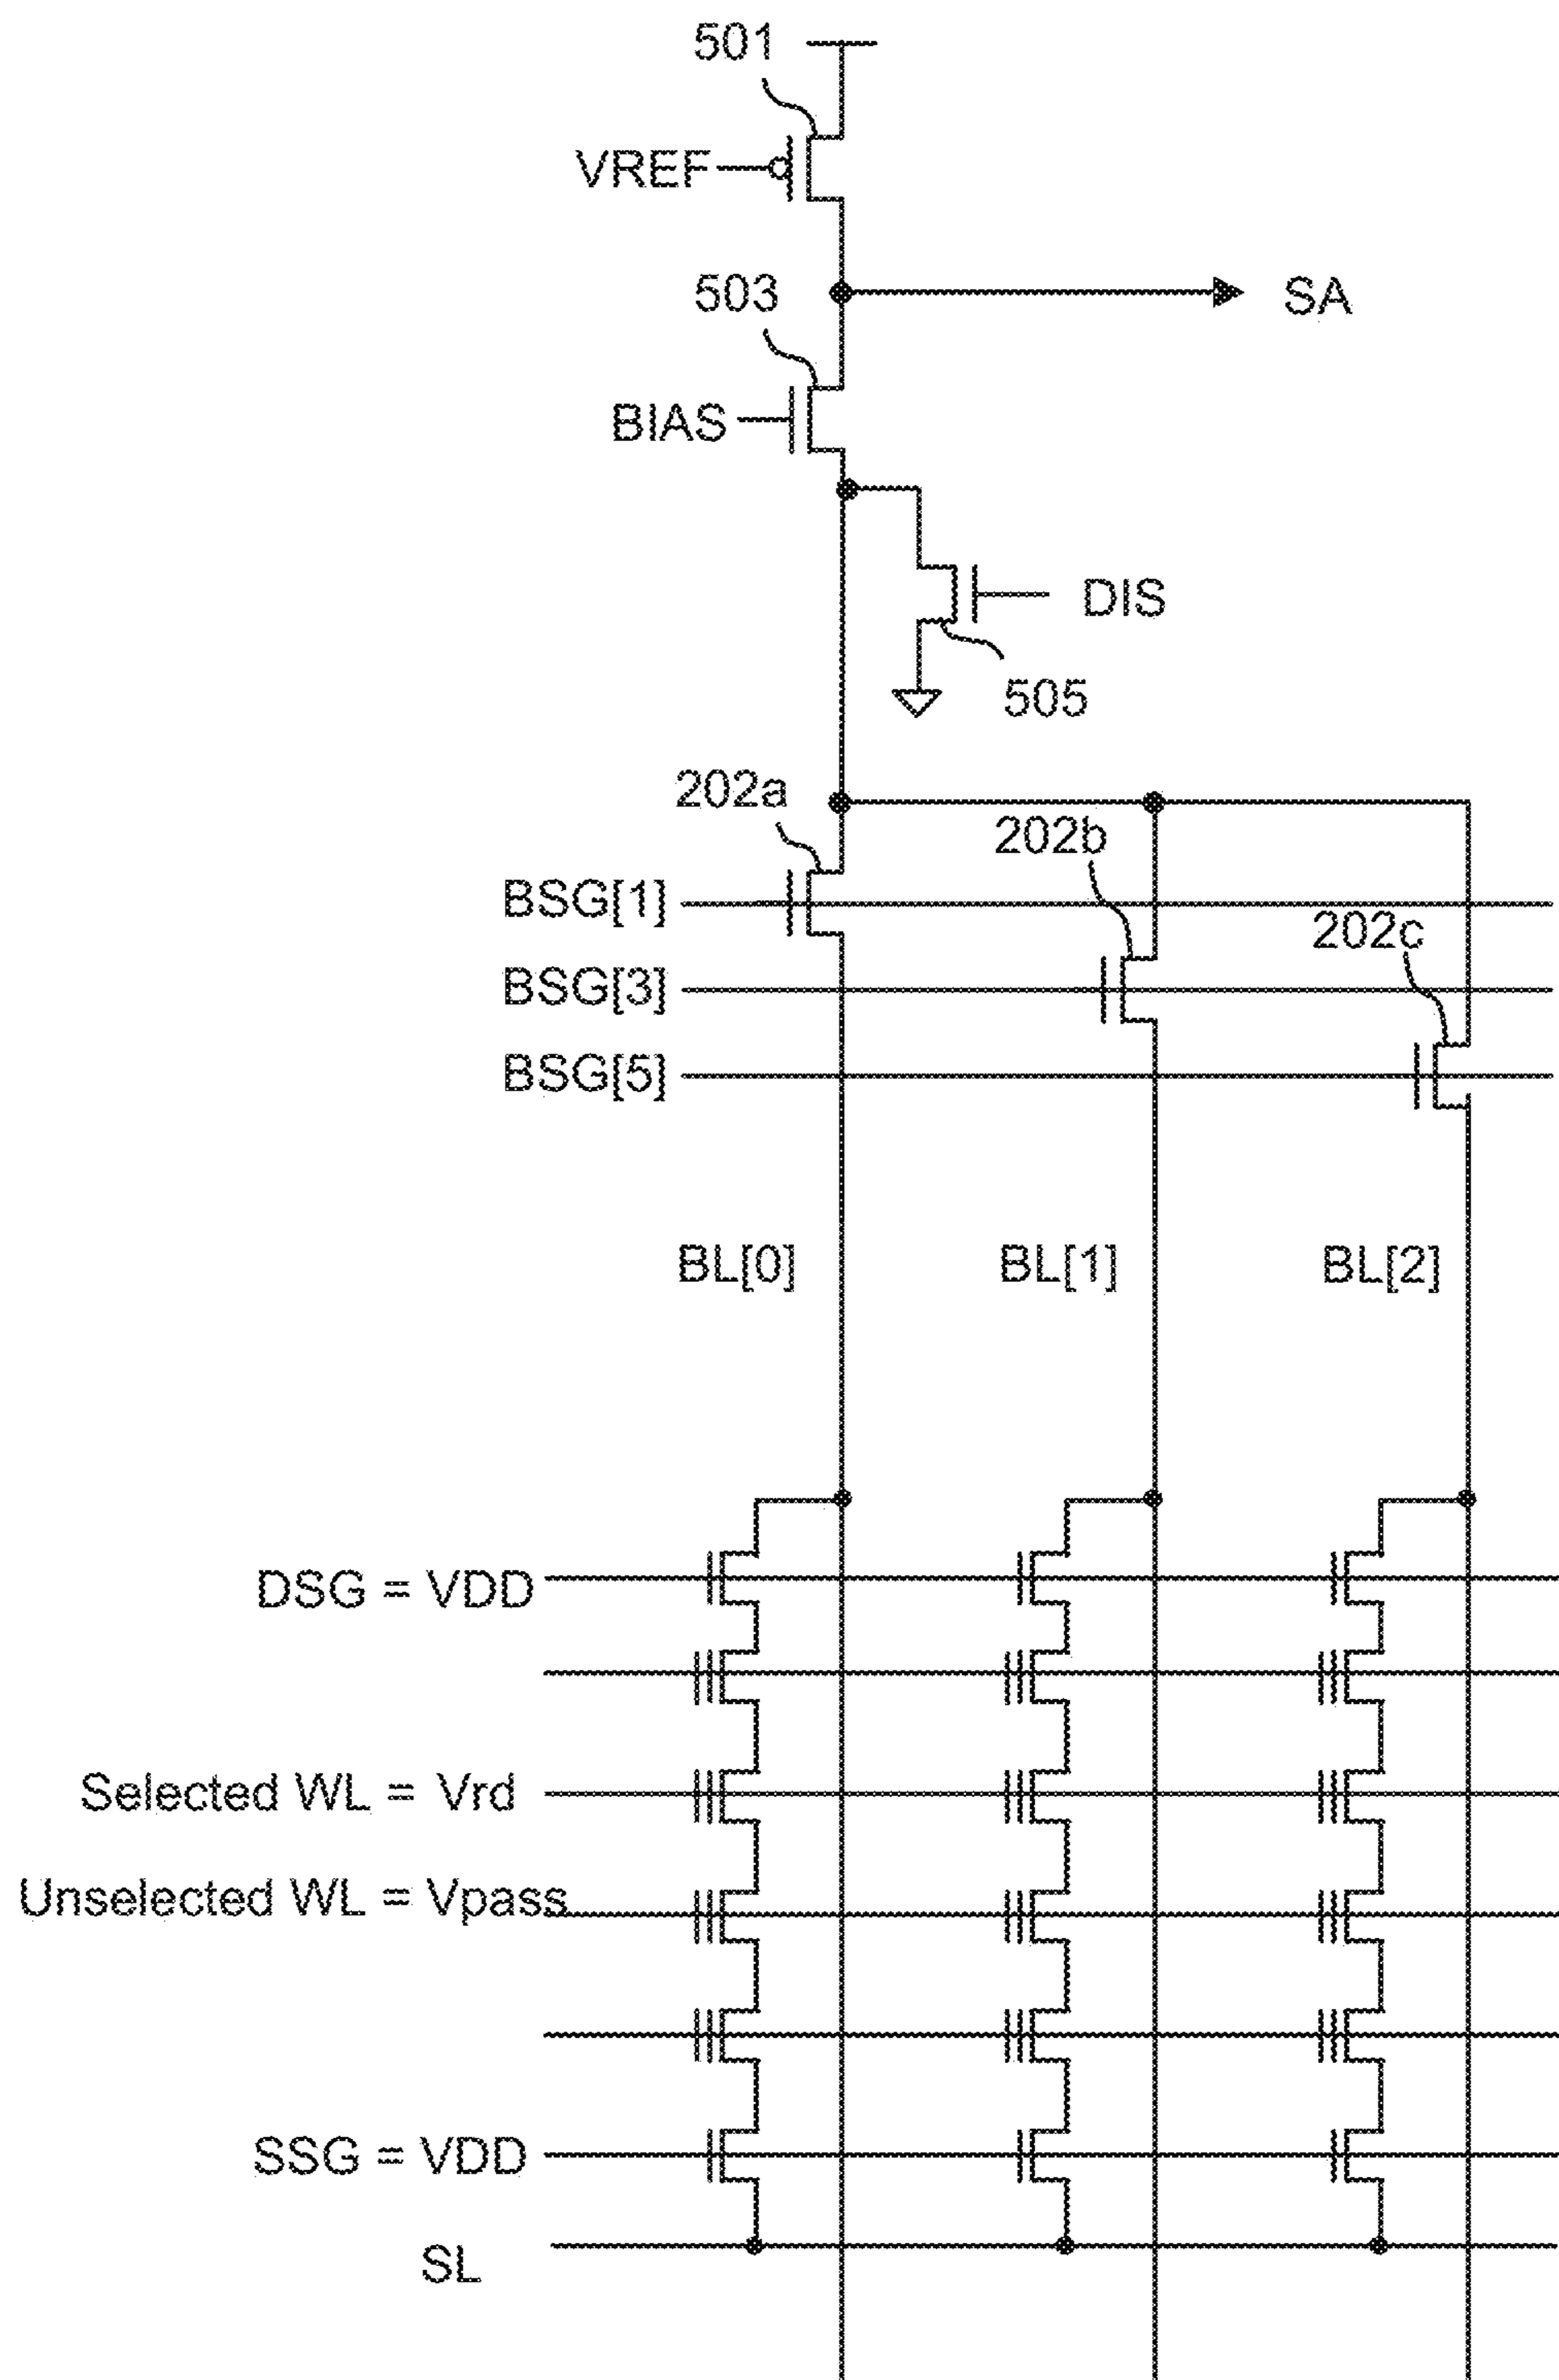 501
VREF
SA
503
BIAS
DIS
505
202a
202b
BSG[1]
202c
BSG[3]
BSG[5]
BL[0]
BL[1]
BL[2]
DSG = VDD
Selected WL = Vrd
Unselected WL = Vpass
SSG = VDD
SL